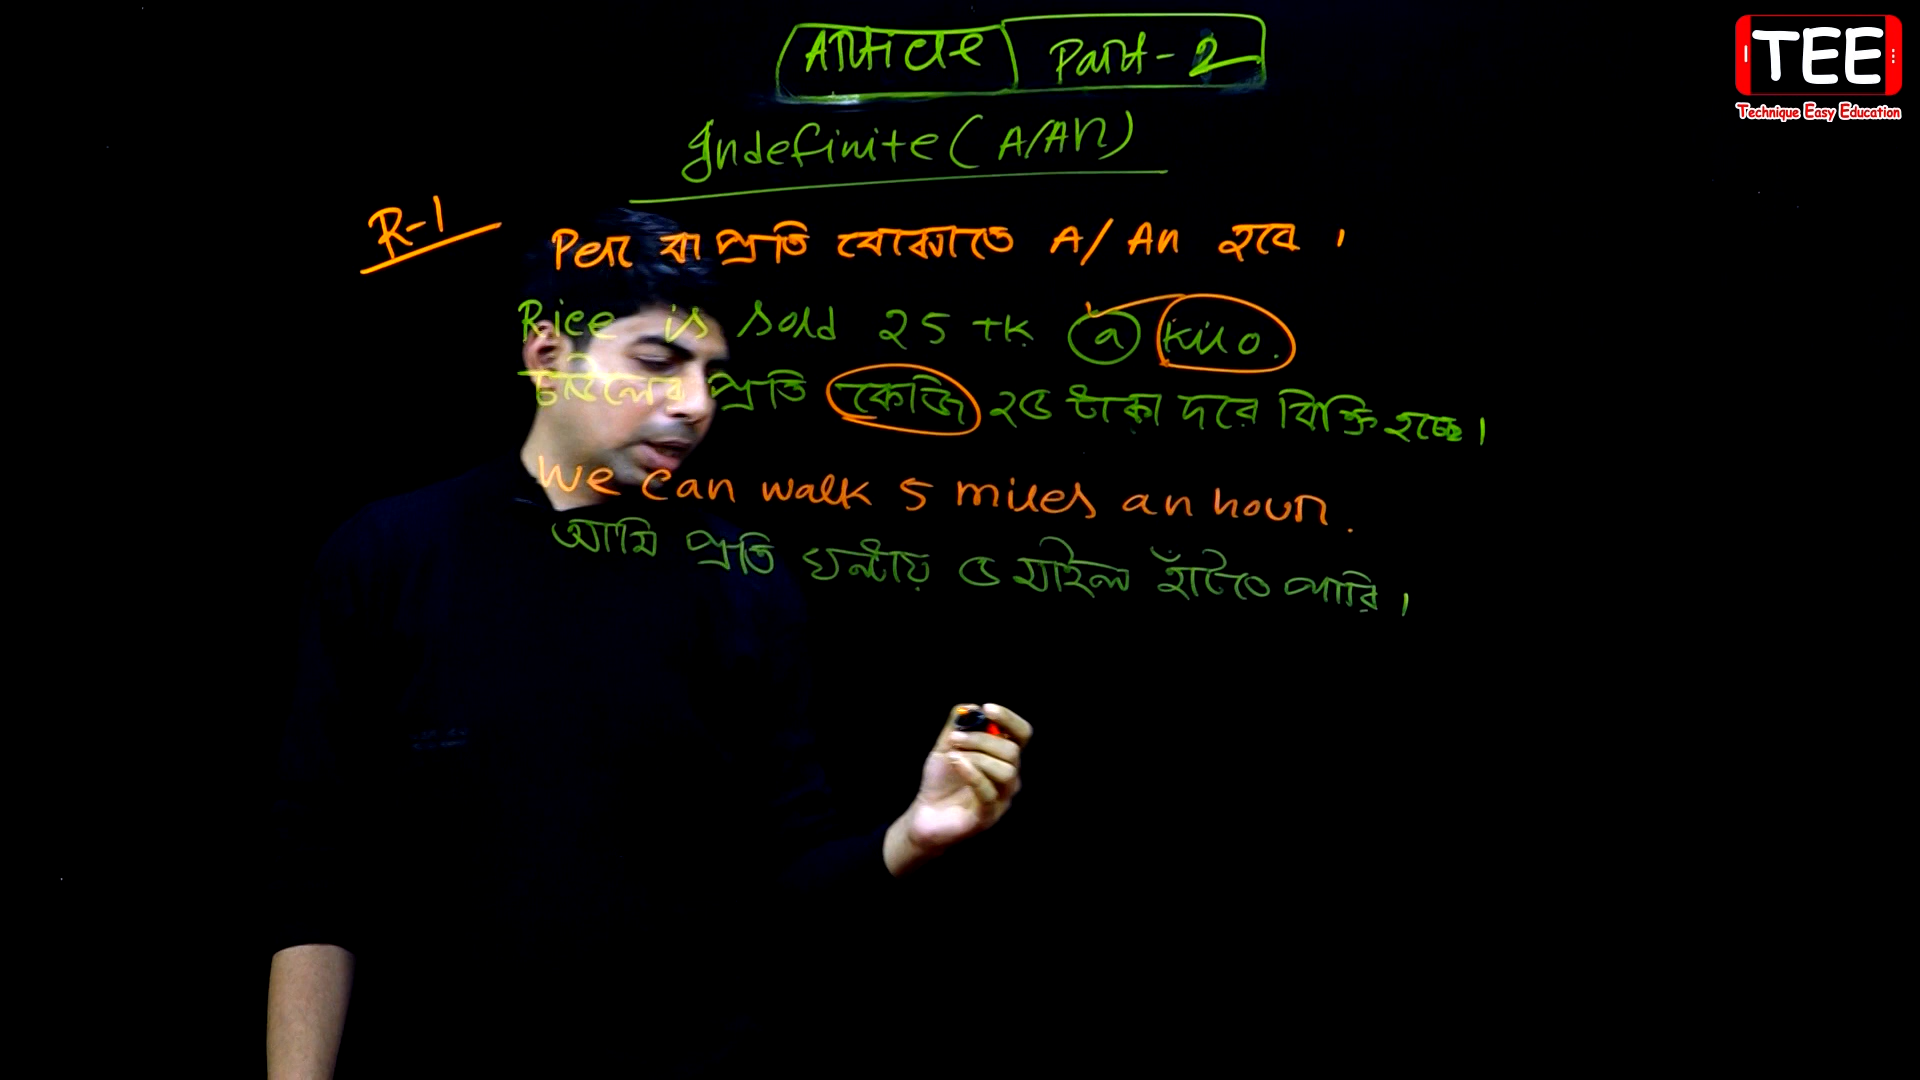 Article Part-2
TEE
Technique Easy Education
Indefinite (A/An)
R-1
Per বা প্রতি বোঝাতে A/ An হবে।
Rice is sold 25 tk a kilo.
চাউলের প্রতি কেজি ২৫ টাকা দরে বিক্রি হচ্ছে।
We can walk 5 miles an hour.
আমি প্রতি ঘন্টায় ৫ মাইল হাঁটতে পারি।